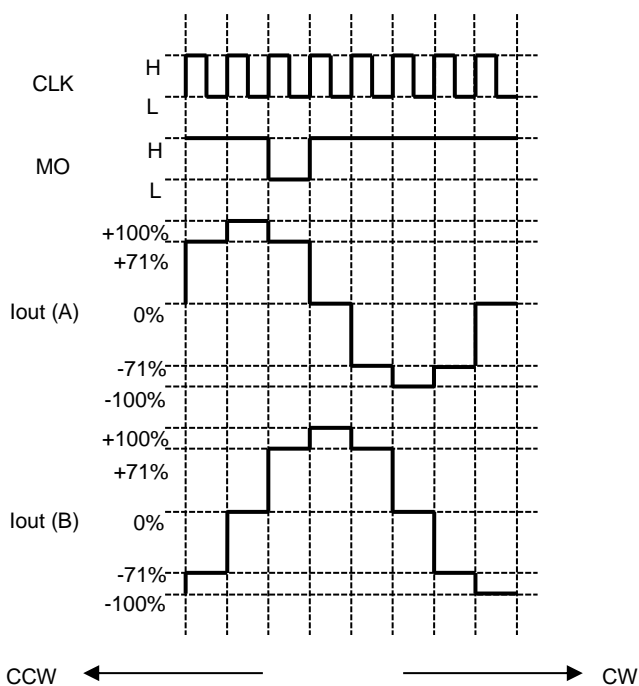 CLK
H
L
MO
H
L
Iout (A)
+100%
+71%
0%
-71%
-100%
Iout (B)
+100%
+71%
0%
-71%
-100%
CCW
CW